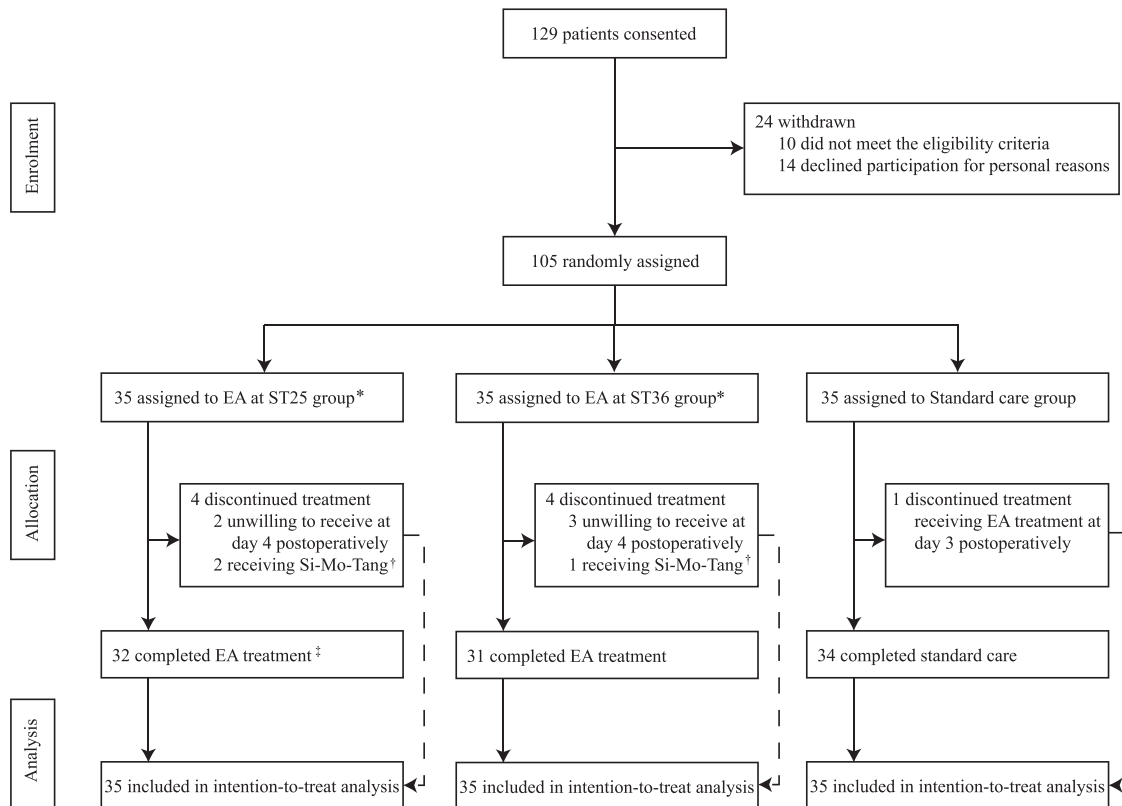 129 patients consented
Enrolment
24 withdrawn
10 did not meet the eligibility criteria
14 declined participation for personal reasons
105 randomly assigned
35 assigned to EA at ST25 group*
35 assigned to EA at ST36 group*
35 assigned to Standard care group
Allocation
4 discontinued treatment
2 unwilling to receive at
day 4 postoperatively
2 receiving Si-Mo-Tang†
4 discontinued treatment
3 unwilling to receive at
day 4 postoperatively
1 receiving Si-Mo-Tang†
1 discontinued treatment
receiving EA treatment at
day 3 postoperatively
32 completed EA treatment‡
31 completed EA treatment
34 completed standard care
Analysis
35 included in intention-to-treat analysis
35 included in intention-to-treat analysis
35 included in intention-to-treat analysis